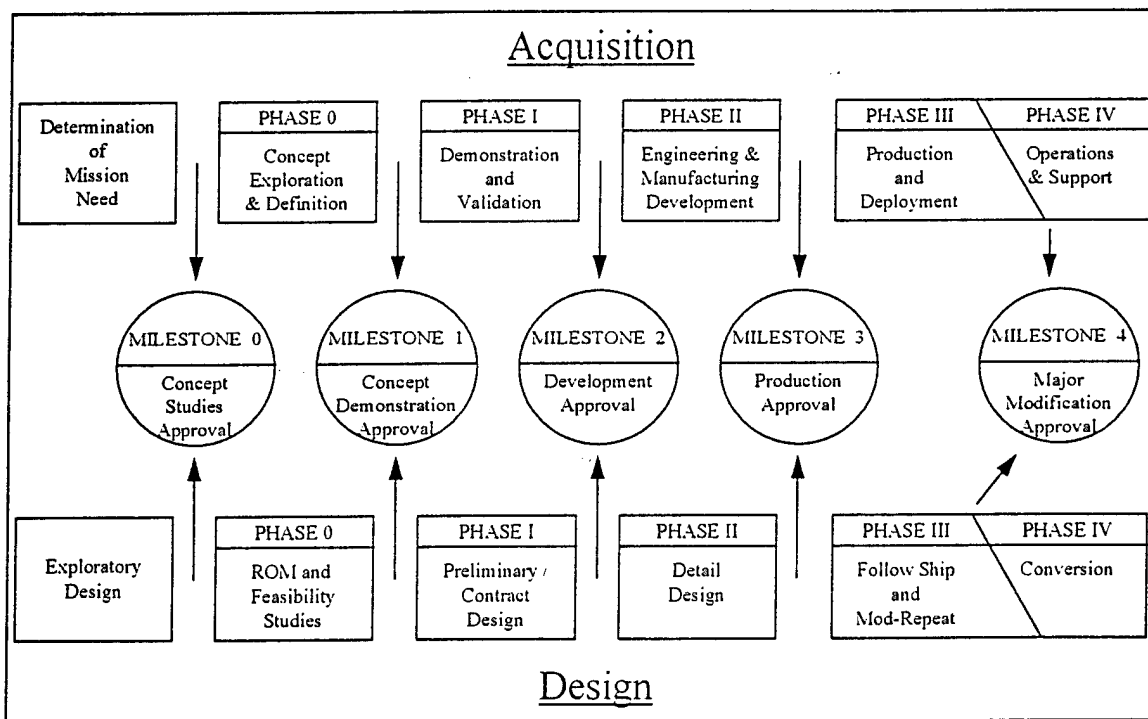 Acquisition
Determination
of
Mission
Need
PHASE 0
Concept
Exploration
& Definition
PHASE I
Demonstration
and
Validation
PHASE II
Engineering &
Manufacturing
Development
PHASE III
Production
and
Deployment
PHASE IV
Operations
& Support
MILESTONE 0
Concept
Studies
Approval
MILESTONE 1
Concept
Demonstration
Approval
MILESTONE 2
Development
Approval
MILESTONE 3
Production
Approval
MILESTONE 4
Major
Modification
Approval
Exploratory
Design
PHASE 0
ROM and
Feasibility
Studies
PHASE I
Preliminary /
Contract
Design
PHASE II
Detail
Design
PHASE III
Follow Ship
and
Mod-Repeat
PHASE IV
Conversion
Design